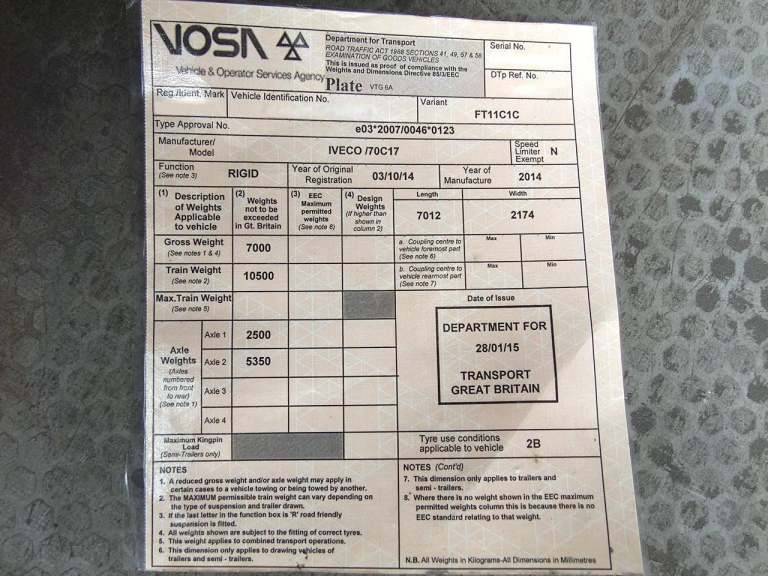 VOSA
Vehicle & Operator Services Agency
Department for Transport
ROAD TRAFFIC ACT 1988 SECTIONS 41, 49, 57 & 58
EXAMINATION OF GOODS VEHICLES
This is issued as proof of compliance with the
Weights and Dimensions Directive 85/3/EEC
Plate VTG 6A
Serial No.
DTp Ref. No.
Reg./Ident. Mark
Vehicle Identification No.
Variant
FT11C1C
Type Approval No.
e03*2007/0046*0123
Manufacturer/
Model
IVECO /70C17
Speed
Limiter
Exempt
N
Function
(See note 3)
RIGID
Year of Original
Registration
03/10/14
Year of
Manufacture
2014
(1) Description
of Weights
Applicable
to vehicle
(2) Weights
not to be
exceeded
in Gt. Britain
(3) EEC
Maximum
permitted
weights
(See note 8)
(4) Design
Weights
(if higher than
shown in
column 2)
Length
7012
Width
2174
Gross Weight
(See notes 1 & 4)
7000
a. Coupling centre to
vehicle foremost part
(See note 6)
Max
Min
Train Weight
(See note 2)
10500
b. Coupling centre to
vehicle rearmost part
(See note 7)
Max
Min
Max.Train Weight
(See note 5)
Axle
Weights
(Axles
numbered
from front
to rear)
(See note 1)
Axle 1
2500
Axle 2
5350
Axle 3
Axle 4
Date of Issue
DEPARTMENT FOR
28/01/15
TRANSPORT
GREAT BRITAIN
Maximum Kingpin
Load
(Semi-Trailers only)
Tyre use conditions
applicable to vehicle
2B
NOTES
1. A reduced gross weight and/or axle weight may apply in
certain cases to a vehicle towing or being towed by another.
2. The MAXIMUM permissible train weight can vary depending on
the type of suspension and trailer drawn.
3. If the last letter in the function box is 'R' road friendly
suspension is fitted.
4. All weights shown are subject to the fitting of correct tyres.
5. This weight applies to combined transport operations.
6. This dimension only applies to drawing vehicles of
trailers and semi - trailers.
NOTES (Cont'd)
7. This dimension only applies to trailers and
semi - trailers.
8. Where there is no weight shown in the EEC maximum
permitted weights column this is because there is no
EEC standard relating to that weight.
N.B. All Weights in Kilograms-All Dimensions in Millimetres